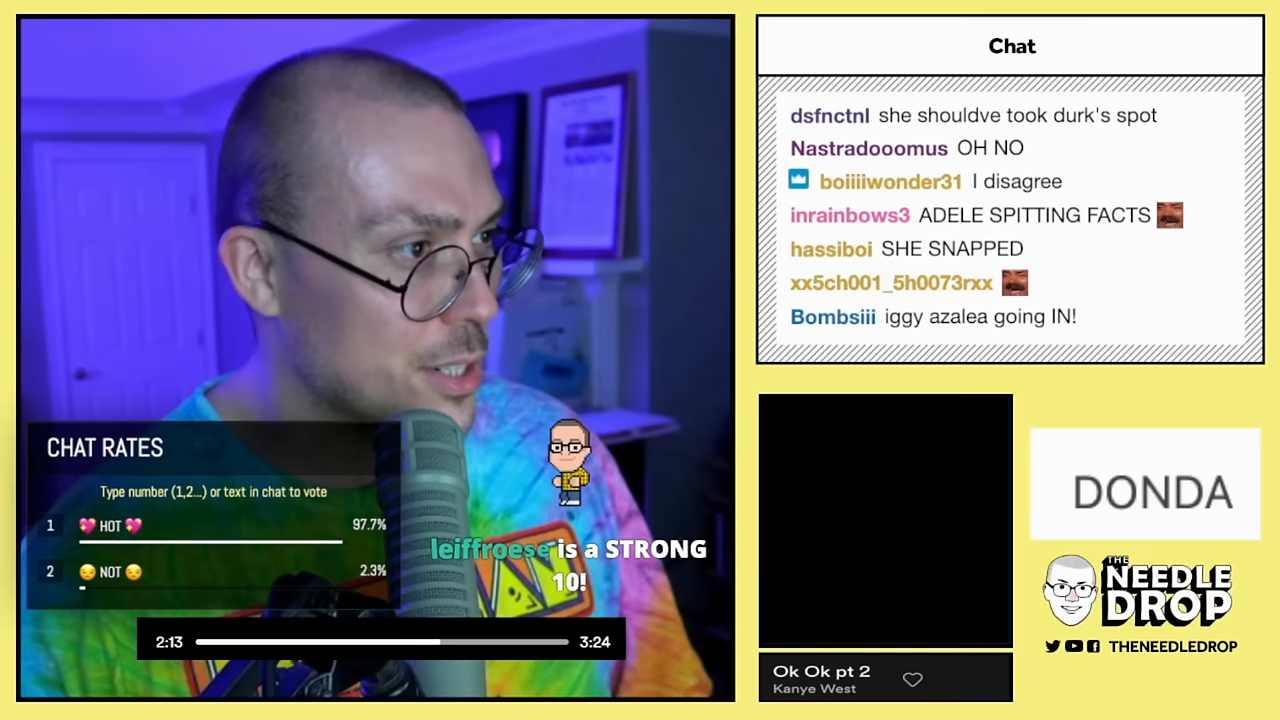 Chat
dsfnctnl she shouldve took durk's spot
Nastradooomus OH NO
boiiiiwonder31 I disagree
inrainbows3 ADELE SPITTING FACTS
hassiboi SHE SNAPPED
xx5ch001_5h0073rxx
Bombsiii iggy azalea going IN!
CHAT RATES
Type number (1,2...) or text in chat to vote
1 💖 HOT 💖 97.7%
2 😒 NOT 😒 2.3%
leiffroese is a STRONG
10!
2:13 3:24
DONDA
THE
NEEDLE
DROP
THENEEDLEDROP
Ok Ok pt 2
Kanye West